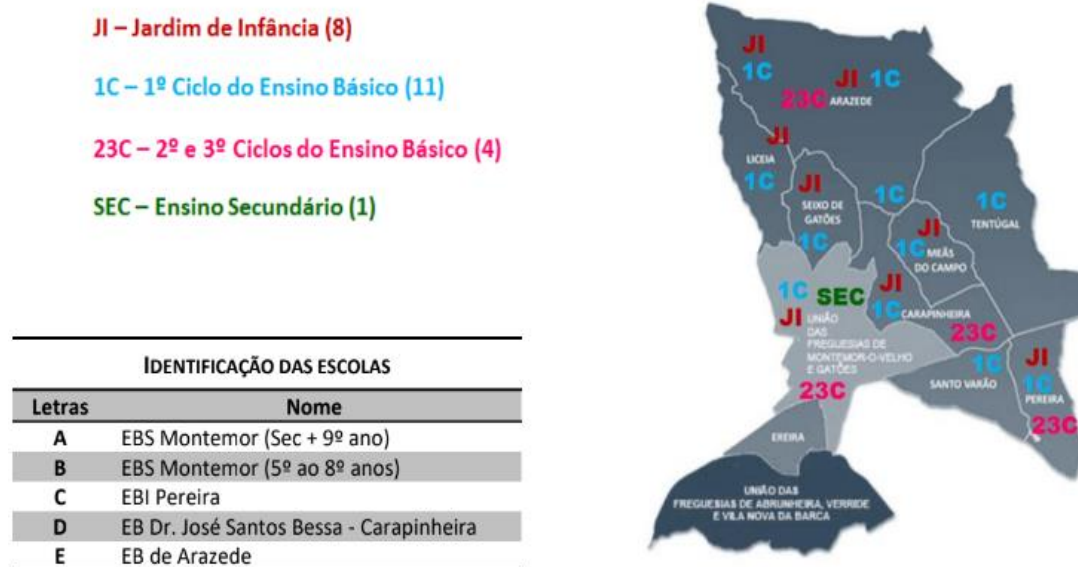 JI – Jardim de Infância (8)
1C – 1º Ciclo do Ensino Básico (11)
23C – 2º e 3º Ciclos do Ensino Básico (4)
SEC – Ensino Secundário (1)
IDENTIFICAÇÃO DAS ESCOLAS
Letras Nome
A EBS Montemor (Sec + 9º ano)
B EBS Montemor (5º ao 8º anos)
C EBI Pereira
D EB Dr. José Santos Bessa - Carapinheira
E EB de Arazede
JI
1C
JI 1C
23C ARAZEDE
JI
LICEIA
1C
JI
SEIXO DE
GATÕES
1C
1C
1C
TENTÚGAL
JI
1C MEÃS
DO CAMPO
JI
1C CARAPINHEIRA
23C
1C SEC
JI UNIÃO
DAS
FREGUESIAS DE
MONTEMOR-O-VELHO
E GATÕES
23C
1C
SANTO VARÃO
JI
1C
PEREIRA
23C
EREIRA
UNIÃO DAS
FREGUESIAS DE ABRUNHEIRA, VERRIDE
E VILA NOVA DA BARCA